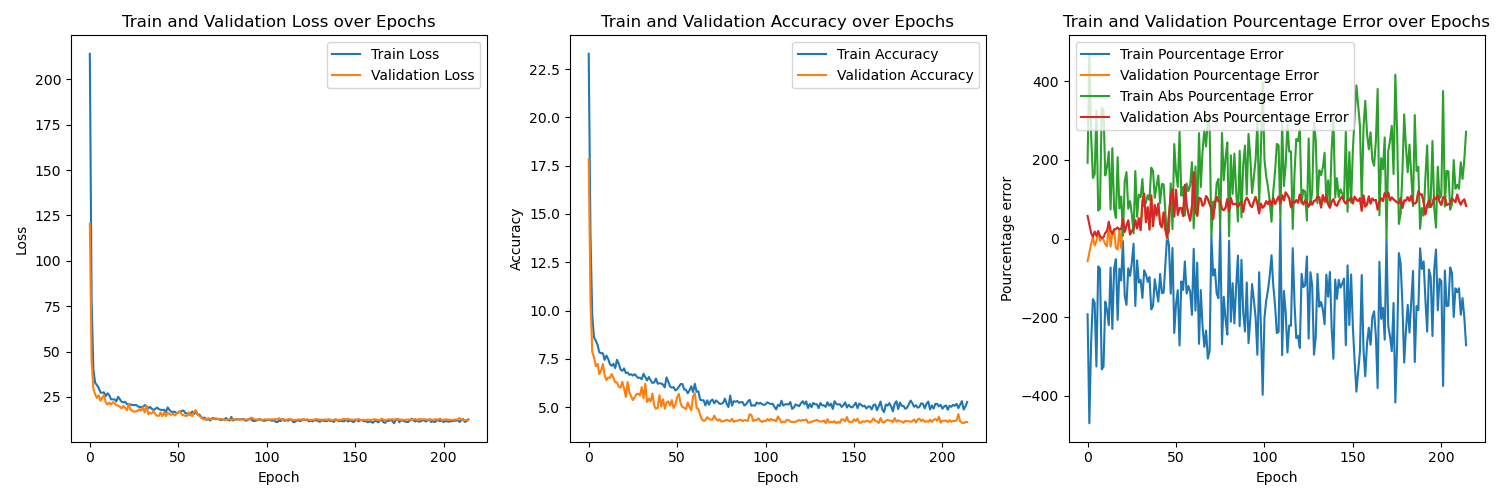 Train and Validation Loss over Epochs
Train Loss
Validation Loss
200
175
150
125
100
75
50
25
Loss
0
50
100
150
200
Epoch
Train and Validation Accuracy over Epochs
Train Accuracy
Validation Accuracy
22.5
20.0
17.5
15.0
12.5
10.0
7.5
5.0
Accuracy
0
50
100
150
200
Epoch
Train and Validation Pourcentage Error over Epochs
Train Pourcentage Error
Validation Pourcentage Error
Train Abs Pourcentage Error
Validation Abs Pourcentage Error
400
200
0
−200
−400
Pourcentage error
0
50
100
150
200
Epoch